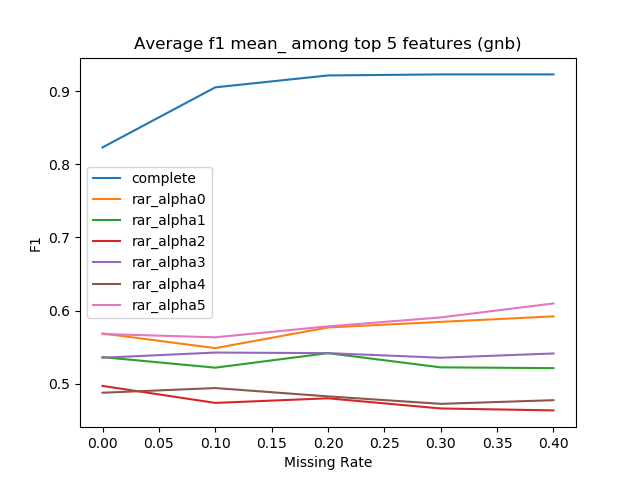 Average f1 mean_ among top 5 features (gnb)
F1
0.9
0.8
0.7
0.6
0.5
complete
rar_alpha0
rar_alpha1
rar_alpha2
rar_alpha3
rar_alpha4
rar_alpha5
0.00 0.05 0.10 0.15 0.20 0.25 0.30 0.35 0.40
Missing Rate